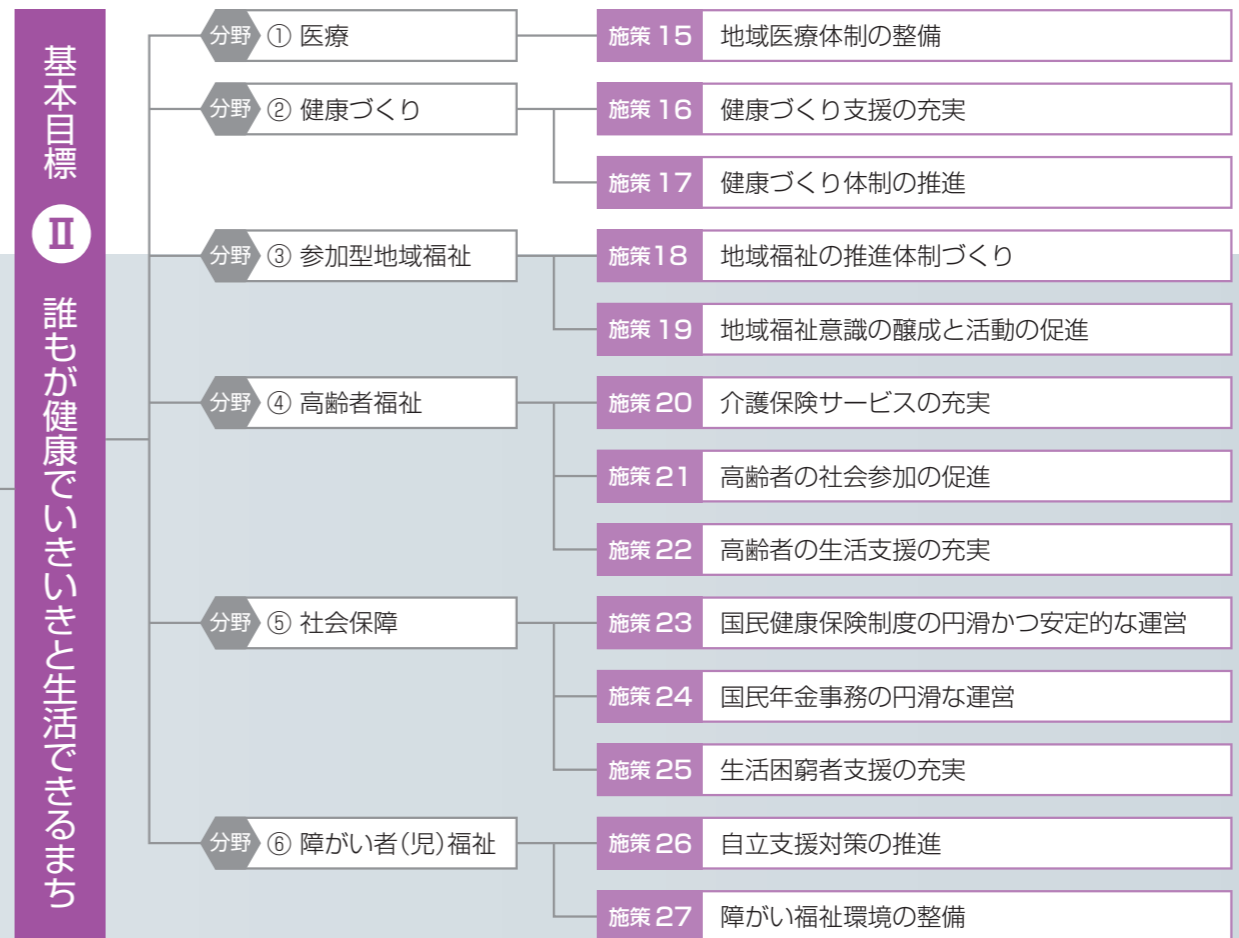 基本目標 Ⅱ 誰もが健康でいきいきと生活できるまち
分野 ① 医療
施策 15 地域医療体制の整備
分野 ② 健康づくり
施策 16 健康づくり支援の充実
施策 17 健康づくり体制の推進
分野 ③ 参加型地域福祉
施策18 地域福祉の推進体制づくり
施策 19 地域福祉意識の醸成と活動の促進
分野 ④ 高齢者福祉
施策 20 介護保険サービスの充実
施策 21 高齢者の社会参加の促進
施策 22 高齢者の生活支援の充実
分野 ⑤ 社会保障
施策 23 国民健康保険制度の円滑かつ安定的な運営
施策 24 国民年金事務の円滑な運営
施策 25 生活困窮者支援の充実
分野 ⑥ 障がい者(児)福祉
施策 26 自立支援対策の推進
施策 27 障がい福祉環境の整備